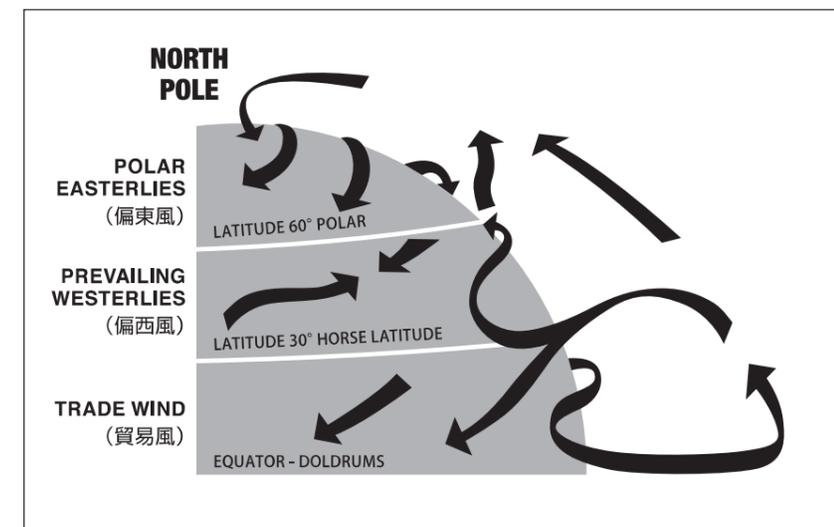 NORTH
POLE
POLAR
EASTERLIES
（偏東風）
LATITUDE 60° POLAR
PREVAILING
WESTERLIES
（偏西風）
LATITUDE 30° HORSE LATITUDE
TRADE WIND
（貿易風）
EQUATOR – DOLDRUMS